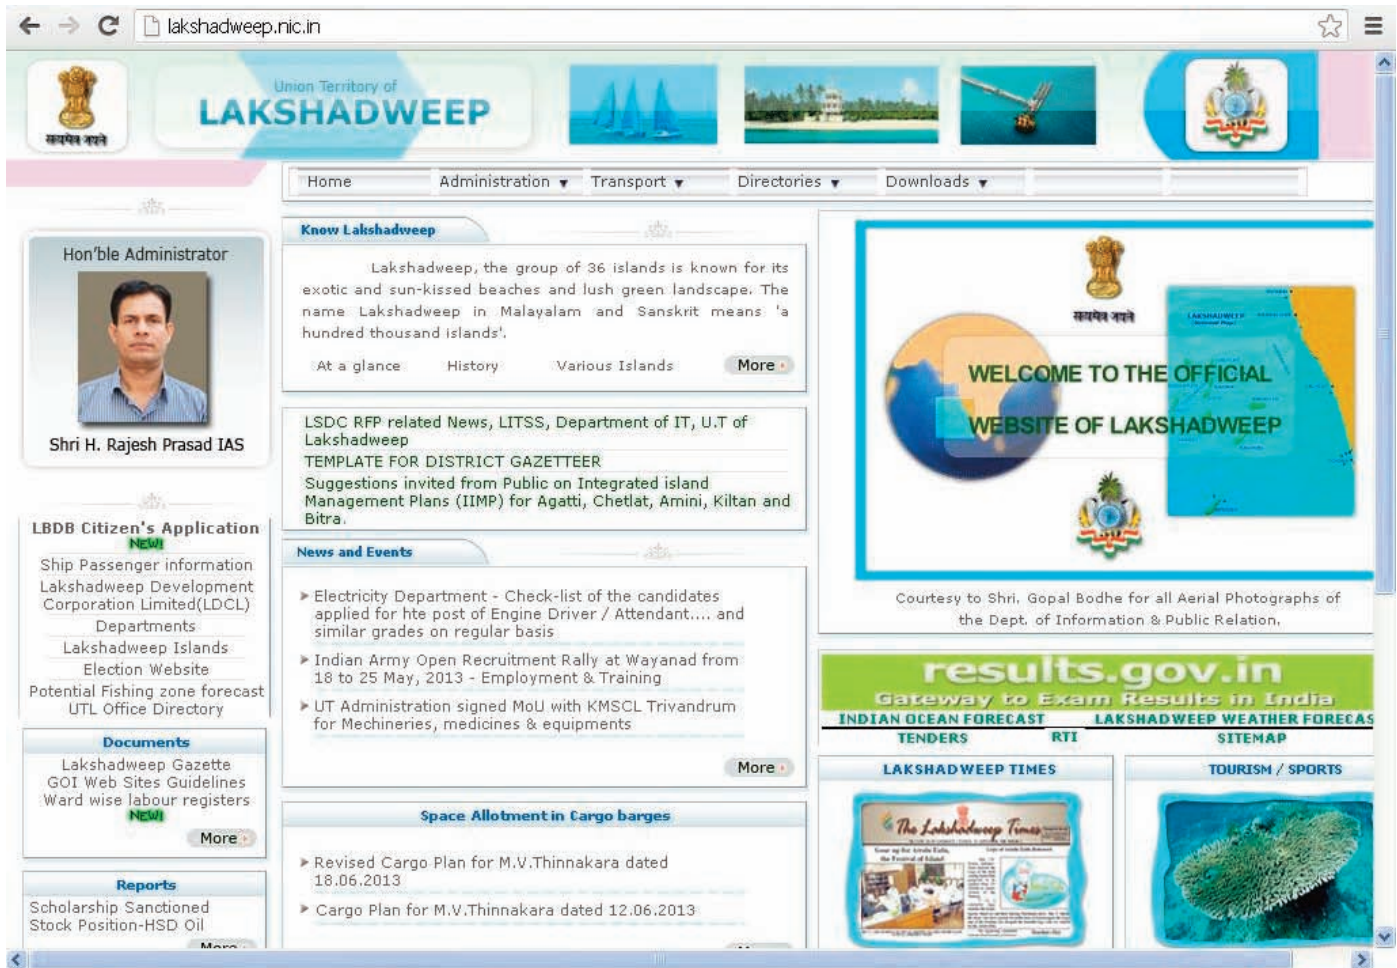 lakshadweep.nic.in
सत्यमेव जयते
Union Territory of
LAKSHADWEEP
Home Administration Transport Directories Downloads
Hon'ble Administrator
Shri H. Rajesh Prasad IAS
LBDB Citizen's Application
NEW!
Ship Passenger information
Lakshadweep Development
Corporation Limited(LDCL)
Departments
Lakshadweep Islands
Election Website
Potential Fishing zone forecast
UTL Office Directory
Documents
Lakshadweep Gazette
GOI Web Sites Guidelines
Ward wise labour registers
NEW!
More
Reports
Scholarship Sanctioned
Stock Position-HSD Oil
More
Know Lakshadweep
Lakshadweep, the group of 36 islands is known for its
exotic and sun-kissed beaches and lush green landscape. The
name Lakshadweep in Malayalam and Sanskrit means 'a
hundred thousand islands'.
At a glance History Various Islands More
LSDC RFP related News, LITSS, Department of IT, U.T of
Lakshadweep
TEMPLATE FOR DISTRICT GAZETTEER
Suggestions invited from Public on Integrated island
Management Plans (IIMP) for Agatti, Chetlat, Amini, Kiltan and
Bitra.
News and Events
Electricity Department - Check-list of the candidates
applied for hte post of Engine Driver / Attendant.... and
similar grades on regular basis
Indian Army Open Recruitment Rally at Wayanad from
18 to 25 May, 2013 - Employment & Training
UT Administration signed MoU with KMSCL Trivandrum
for Mechineries, medicines & equipments
More
Space Allotment in Cargo barges
Revised Cargo Plan for M.V.Thinnakara dated
18.06.2013
Cargo Plan for M.V.Thinnakara dated 12.06.2013
सत्यमेव जयते
LAKSHADWEEP
WELCOME TO THE OFFICIAL
WEBSITE OF LAKSHADWEEP
Courtesy to Shri. Gopal Bodhe for all Aerial Photographs of
the Dept. of Information & Public Relation.
results.gov.in
Gateway to Exam Results in India
INDIAN OCEAN FORECAST LAKSHADWEEP WEATHER FORECAS
TENDERS RTI SITEMAP
LAKSHADWEEP TIMES
The Lakshadweep Times
TOURISM / SPORTS